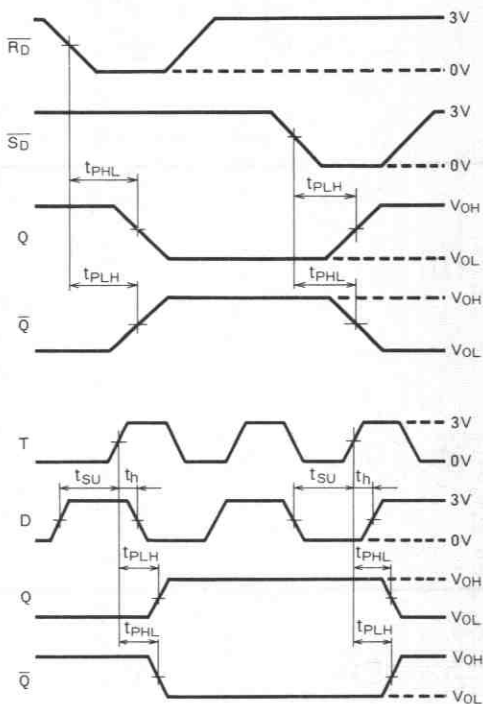 3V
R̅D̅
0V
3V
S̅D̅
0V
tPHL tPLH
VOH
Q
VOL
tPLH tPHL VOH
Q̅
VOL
3V
T
0V
tSU th tSU th
3V
D
0V
tPLH tPHL
VOH
Q
VOL
tPHL tPLH
VOH
Q̅
VOL